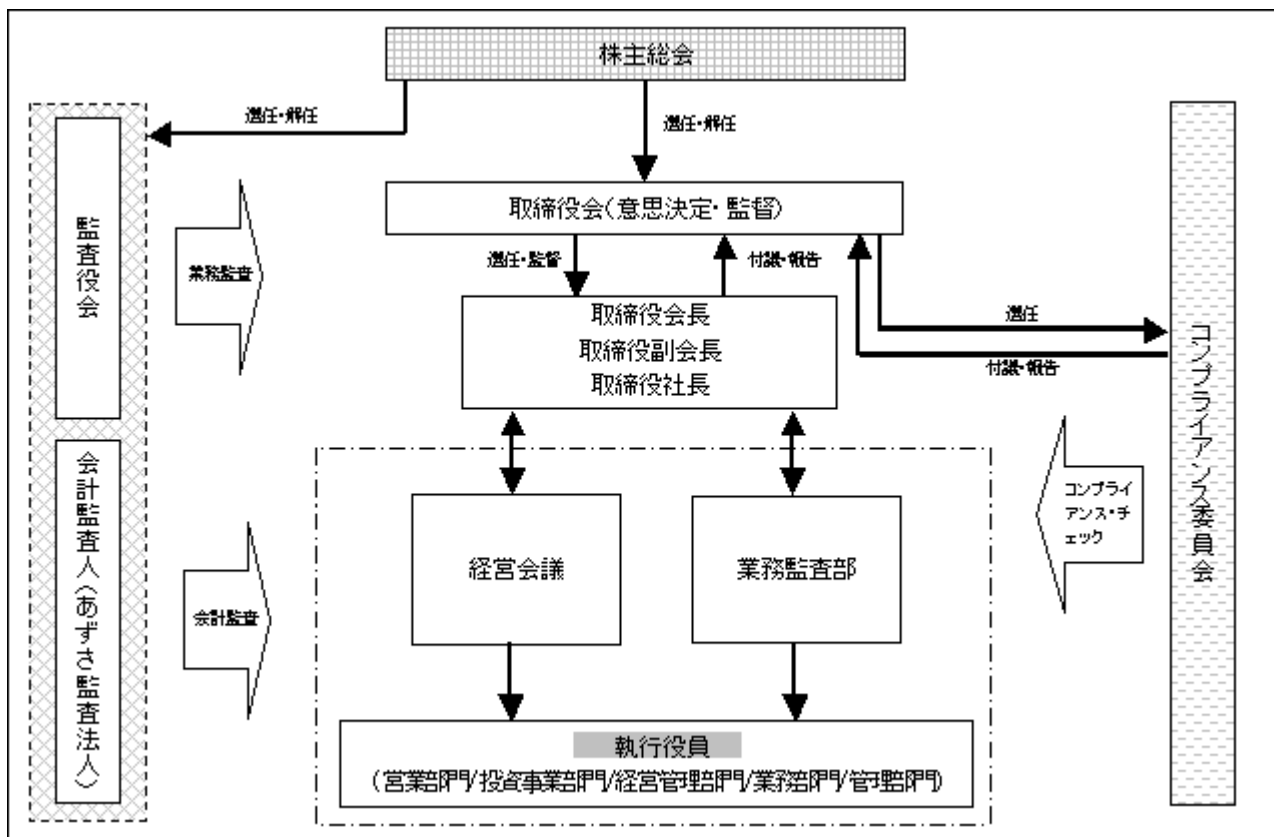 株主総会
選任・解任
選任・解任
監査役会
業務監査
取締役会(意思決定・監督)
選任・監督
付議・報告
取締役会長
取締役副会長
取締役社長
選任
付議・報告
コンプライアンス委員会
コンプライ
アンス・チ
ェック
会計監査人(あずさ監査法人)
会計監査
経営会議
業務監査部
執行役員
(営業部門/投資事業部門/経営管理部門/業務部門/管理部門)